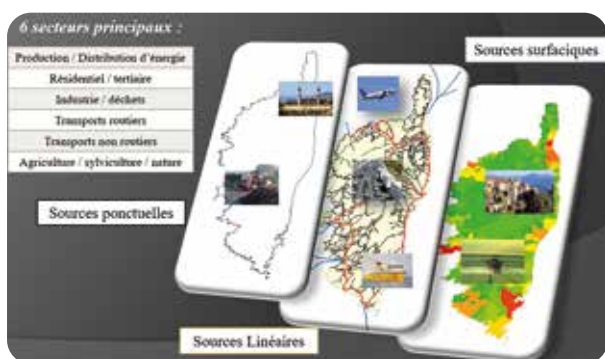 6 secteurs principaux :
Production / Distribution d'énergie
Résidentiel / tertiaire
Industrie / déchets
Transports routiers
Transports non routiers
Agriculture / sylviculture / nature
Sources ponctuelles
Sources Linéaires
Sources surfaciques